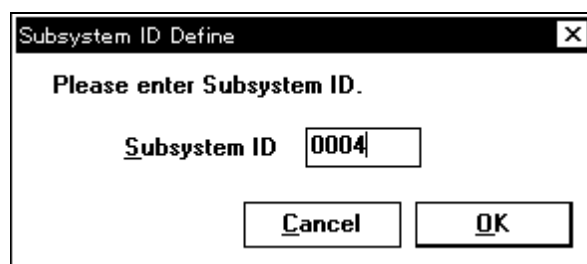 Subsystem ID Define
Please enter Subsystem ID.
Subsystem ID 0004
Cancel OK